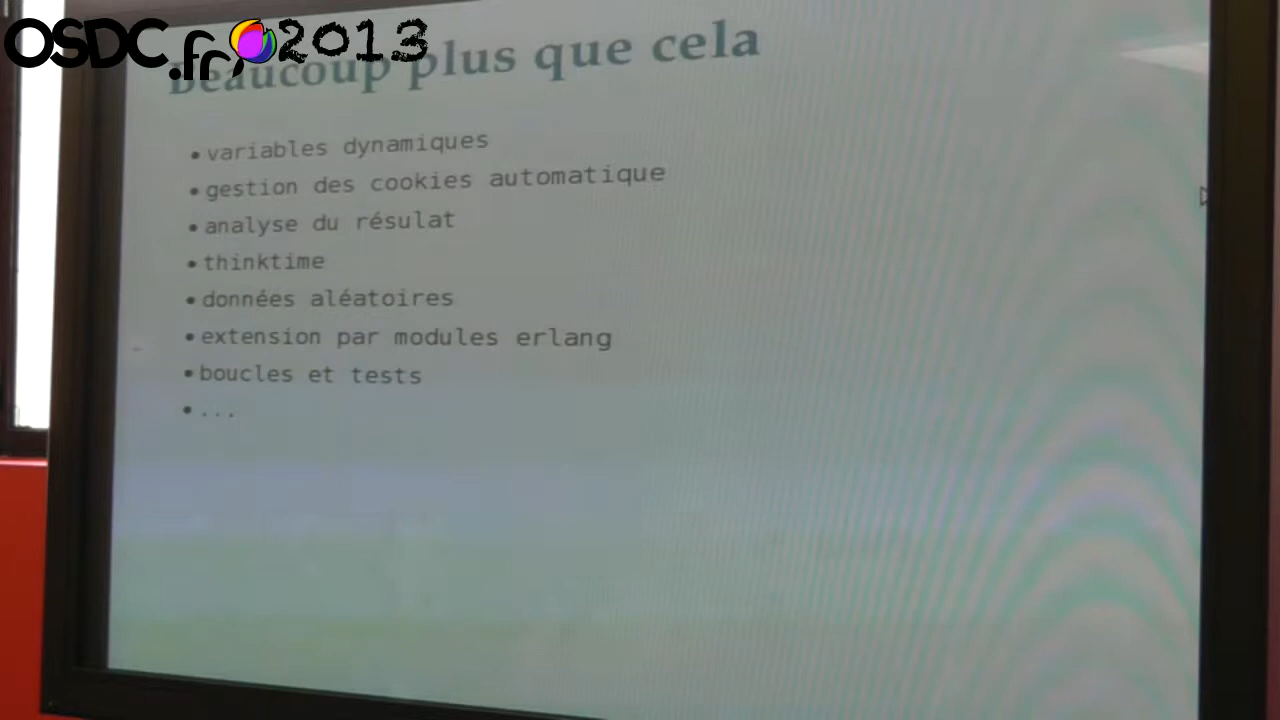 OSDC.fr 2013
Beaucoup plus que cela
• variables dynamiques
• gestion des cookies automatique
• analyse du résulat
• thinktime
• données aléatoires
• extension par modules erlang
• boucles et tests
• ...